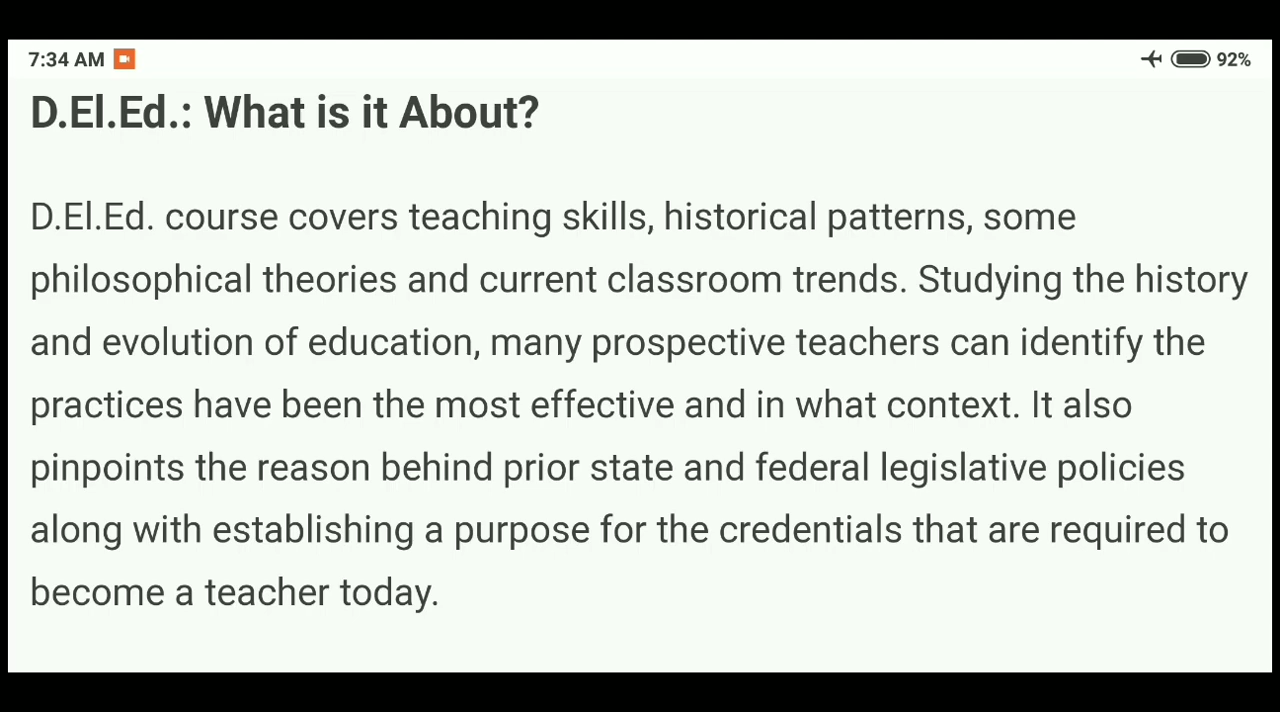 7:34 AM
92%
D.El.Ed.: What is it About?
D.El.Ed. course covers teaching skills, historical patterns, some
philosophical theories and current classroom trends. Studying the history
and evolution of education, many prospective teachers can identify the
practices have been the most effective and in what context. It also
pinpoints the reason behind prior state and federal legislative policies
along with establishing a purpose for the credentials that are required to
become a teacher today.